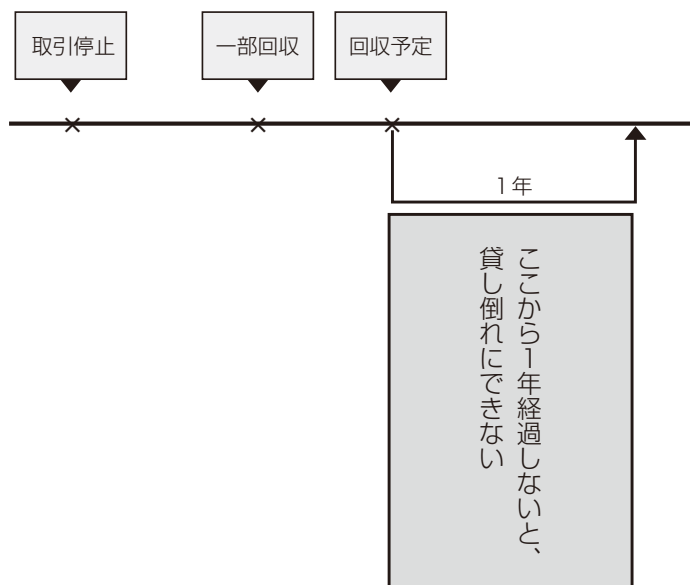 取引停止
一部回収
回収予定
1年
ここから1年経過しないと、
貸し倒れにできない